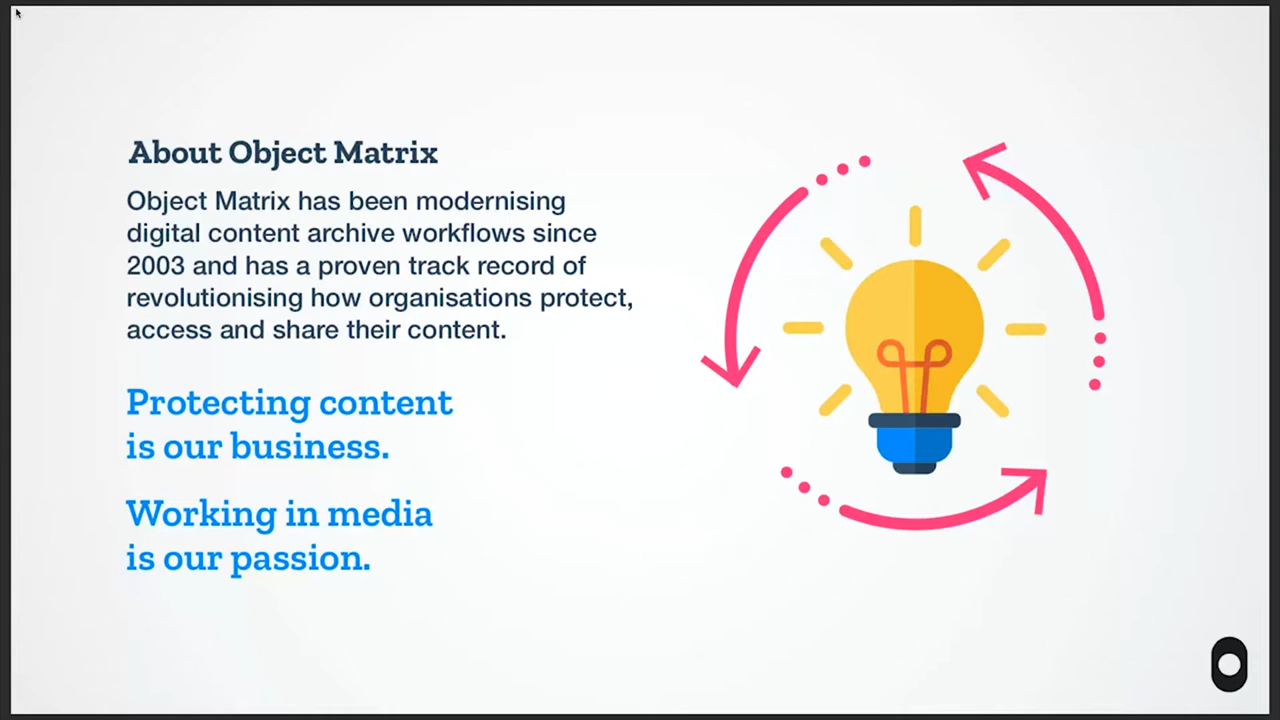 About Object Matrix
Object Matrix has been modernising
digital content archive workflows since
2003 and has a proven track record of
revolutionising how organisations protect,
access and share their content.
Protecting content
is our business.
Working in media
is our passion.